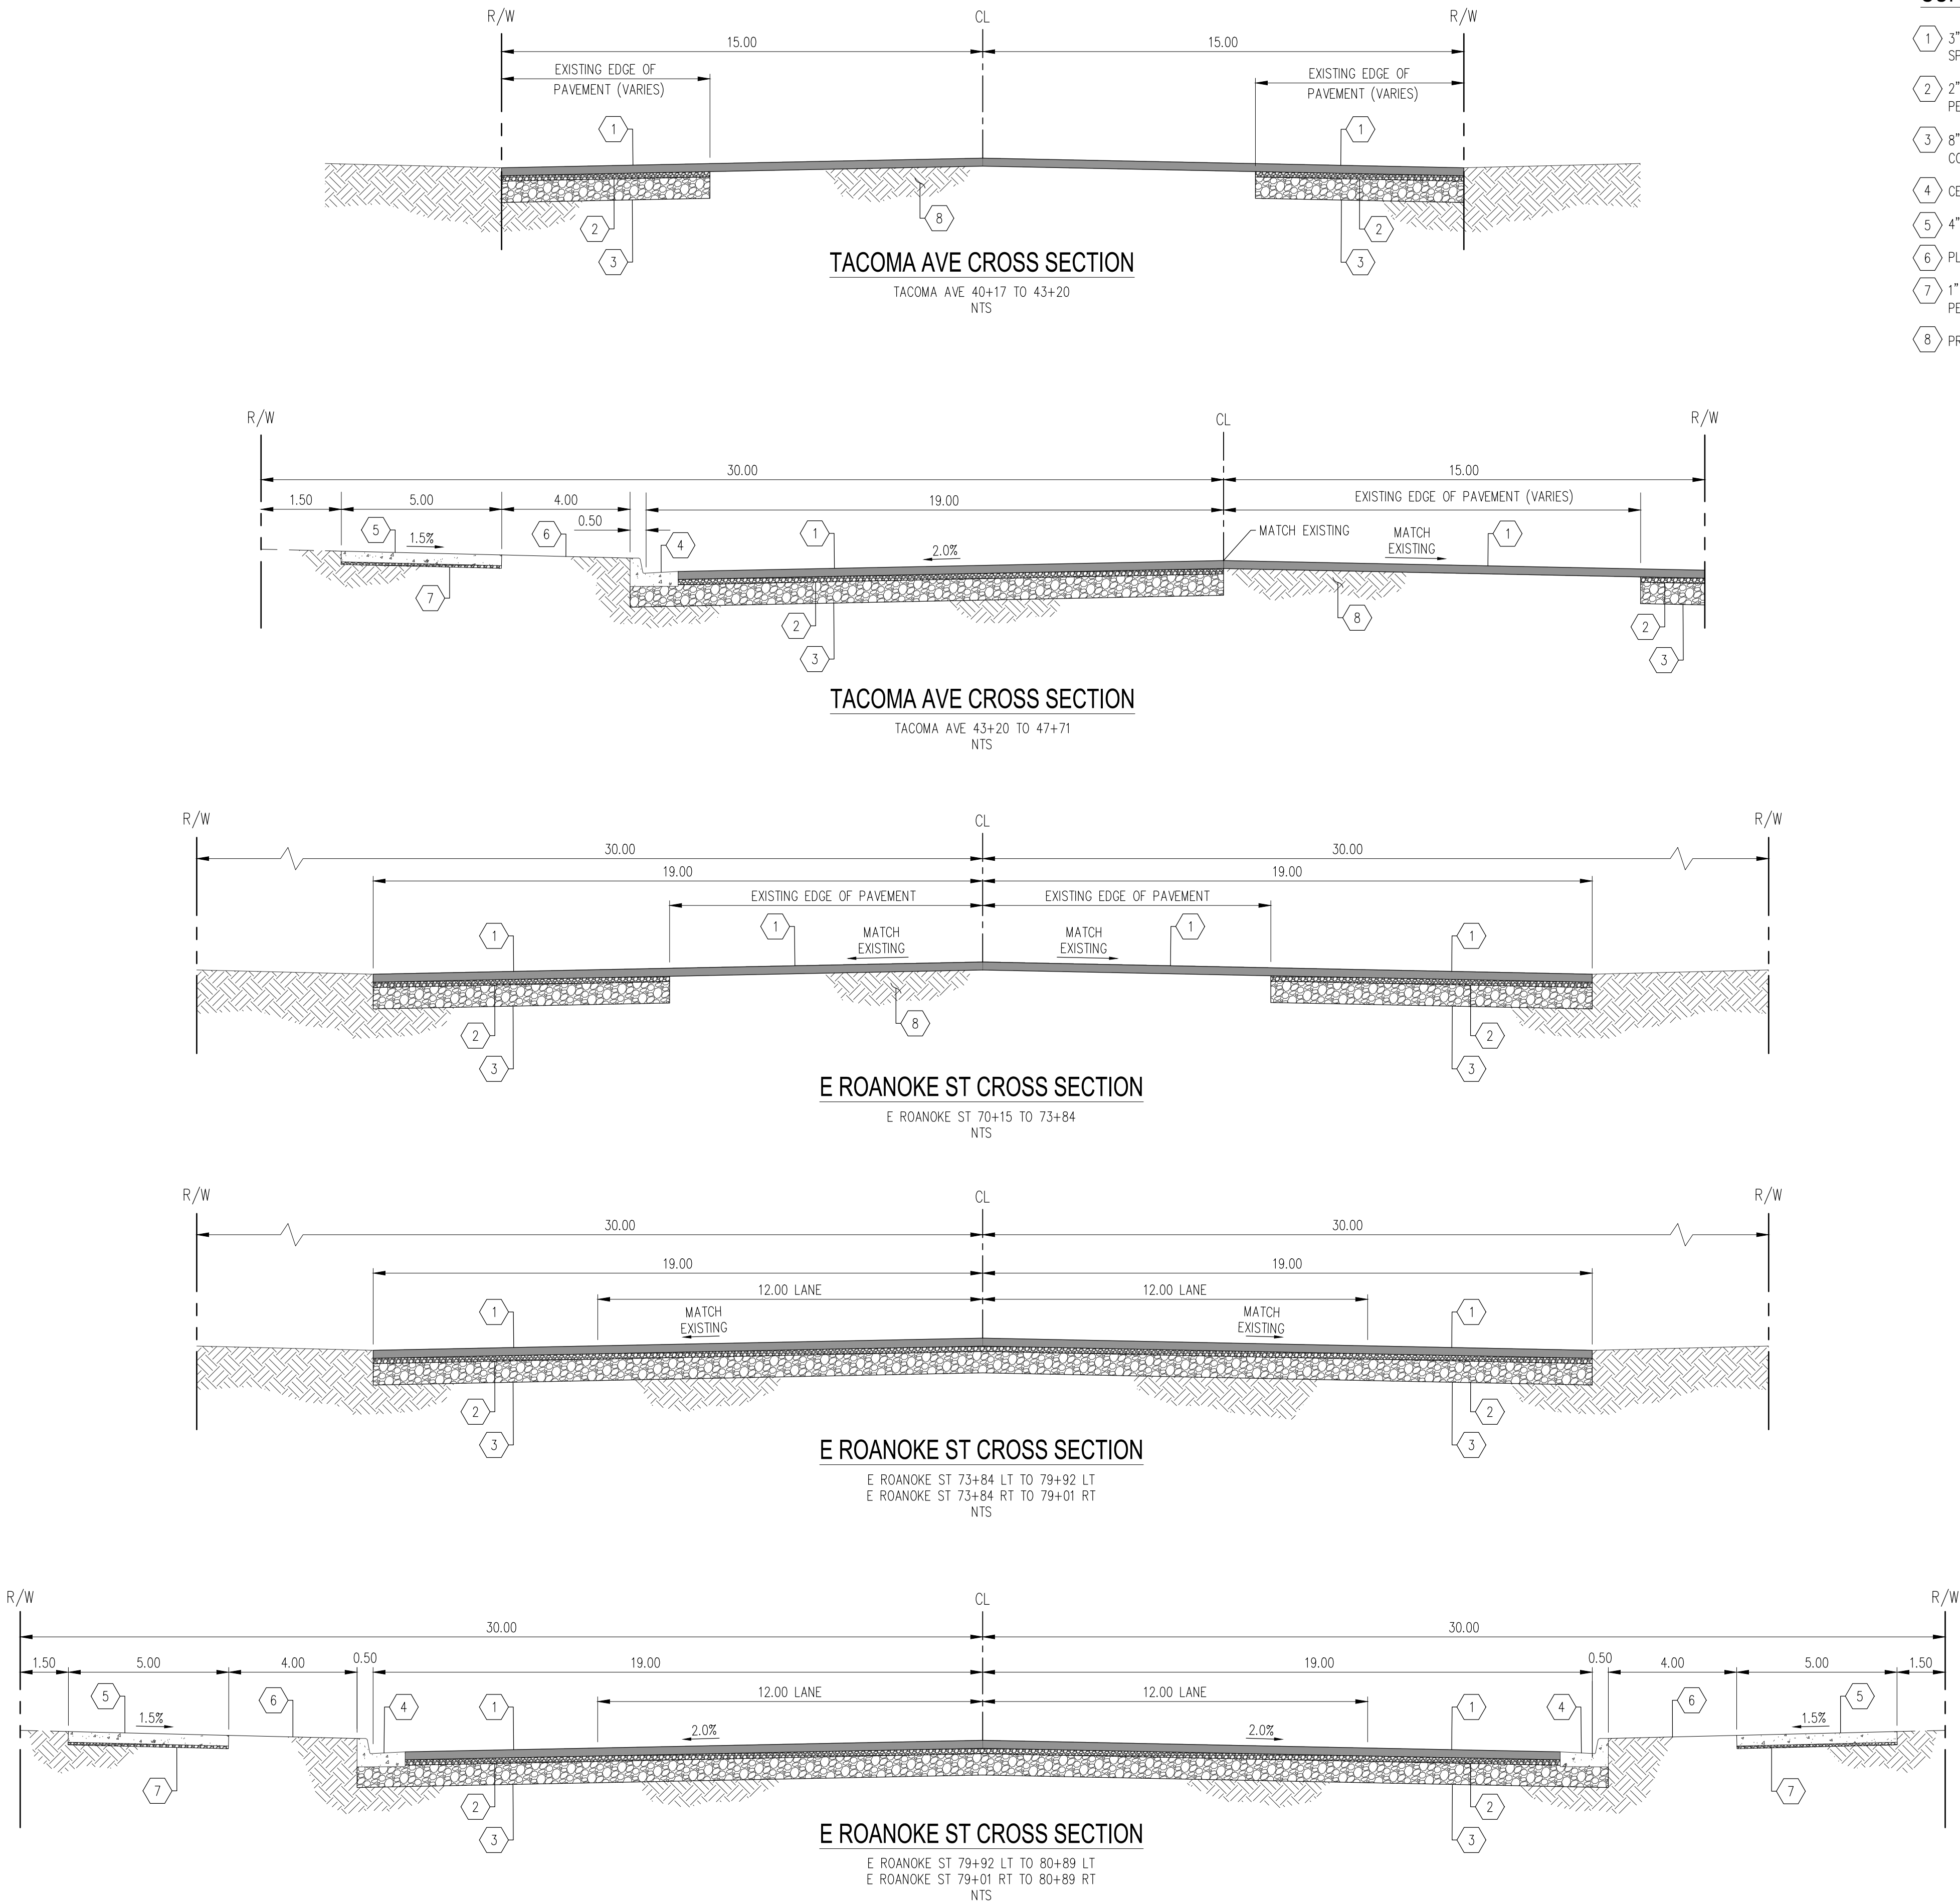 R/W
CL
R/W
15.00
15.00
EXISTING EDGE OF
PAVEMENT (VARIES)
EXISTING EDGE OF
PAVEMENT (VARIES)
1
1
2
3
8
2
3
TACOMA AVE CROSS SECTION
TACOMA AVE 40+17 TO 43+20
NTS
1
3"
2
2"
3
8"
4
5
4"
6
7
1"
8
R/W
CL
R/W
30.00
15.00
1.50
5.00
4.00
0.50
19.00
EXISTING EDGE OF PAVEMENT (VARIES)
5
1.5%
6
4
1
2.0%
MATCH EXISTING
MATCH
EXISTING
1
7
2
3
8
2
3
TACOMA AVE CROSS SECTION
TACOMA AVE 43+20 TO 47+71
NTS
R/W
CL
R/W
30.00
30.00
19.00
19.00
EXISTING EDGE OF PAVEMENT
EXISTING EDGE OF PAVEMENT
1
1
MATCH
EXISTING
MATCH
EXISTING
1
1
2
3
8
2
3
E ROANOKE ST CROSS SECTION
E ROANOKE ST 70+15 TO 73+84
NTS
R/W
CL
R/W
30.00
30.00
19.00
19.00
12.00 LANE
12.00 LANE
1
MATCH
EXISTING
MATCH
EXISTING
1
2
3
2
3
E ROANOKE ST CROSS SECTION
E ROANOKE ST 73+84 LT TO 79+92 LT
E ROANOKE ST 73+84 RT TO 79+01 RT
NTS
R/W
CL
R/W
30.00
30.00
1.50
5.00
4.00
0.50
19.00
19.00
0.50
4.00
5.00
1.50
12.00 LANE
12.00 LANE
5
1.5%
6
4
1
2.0%
2.0%
1
4
6
1.5%
5
7
2
3
2
3
7
E ROANOKE ST CROSS SECTION
E ROANOKE ST 79+92 LT TO 80+89 LT
E ROANOKE ST 79+01 RT TO 80+89 RT
NTS